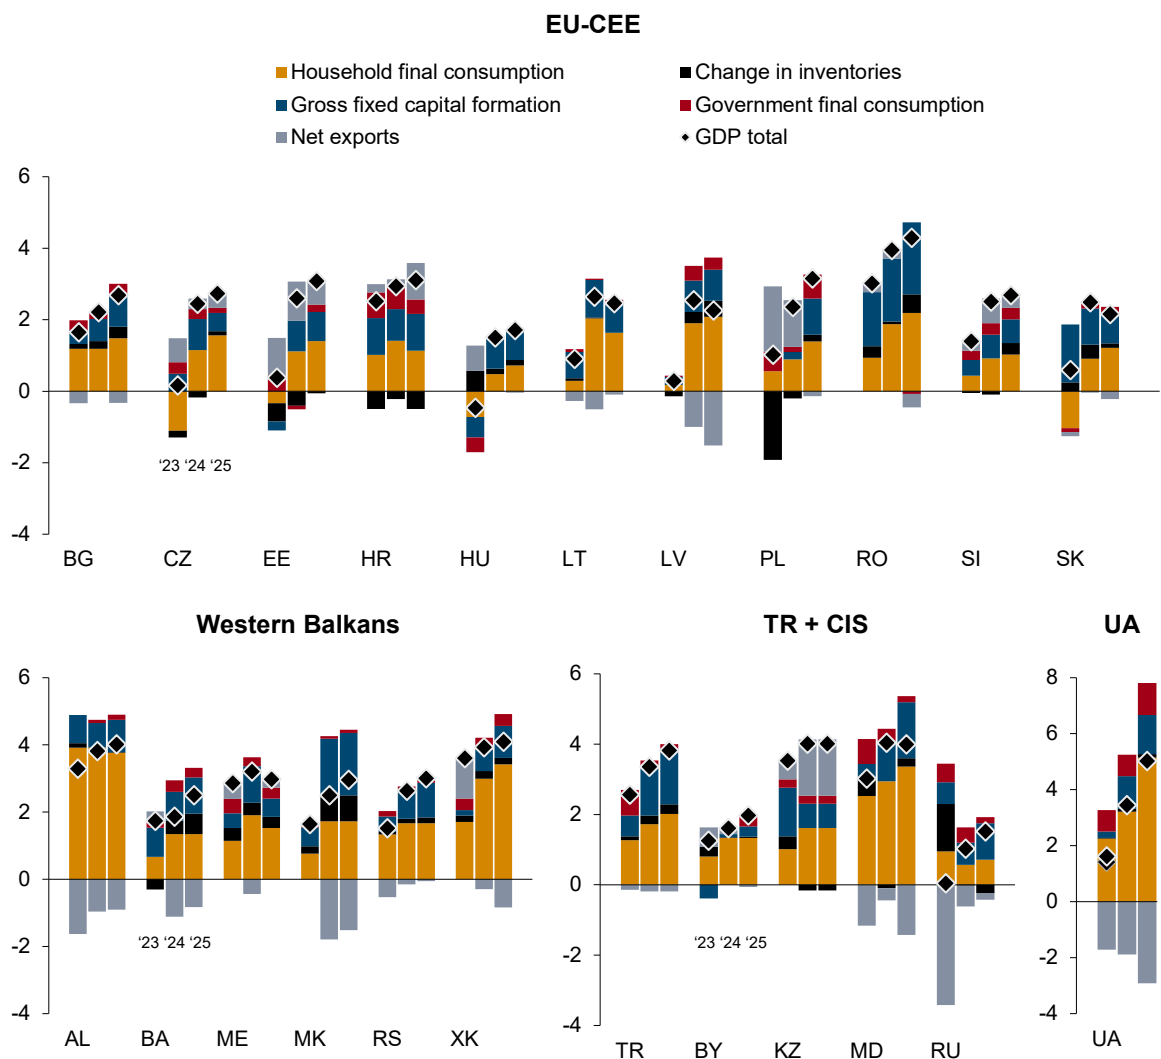 EU-CEE
Household final consumption
Change in inventories
Gross fixed capital formation
Government final consumption
Net exports
GDP total
6
4
2
0
-2
-4
‘23 ‘24 ‘25
BG CZ EE HR HU LT LV PL RO SI SK
Western Balkans
6
4
2
0
-2
-4
‘23 ‘24 ‘25
AL BA ME MK RS XK
TR + CIS
6
4
2
0
-2
-4
‘23 ‘24 ‘25
TR BY KZ MD RU
UA
8
6
4
2
0
-2
-4
UA